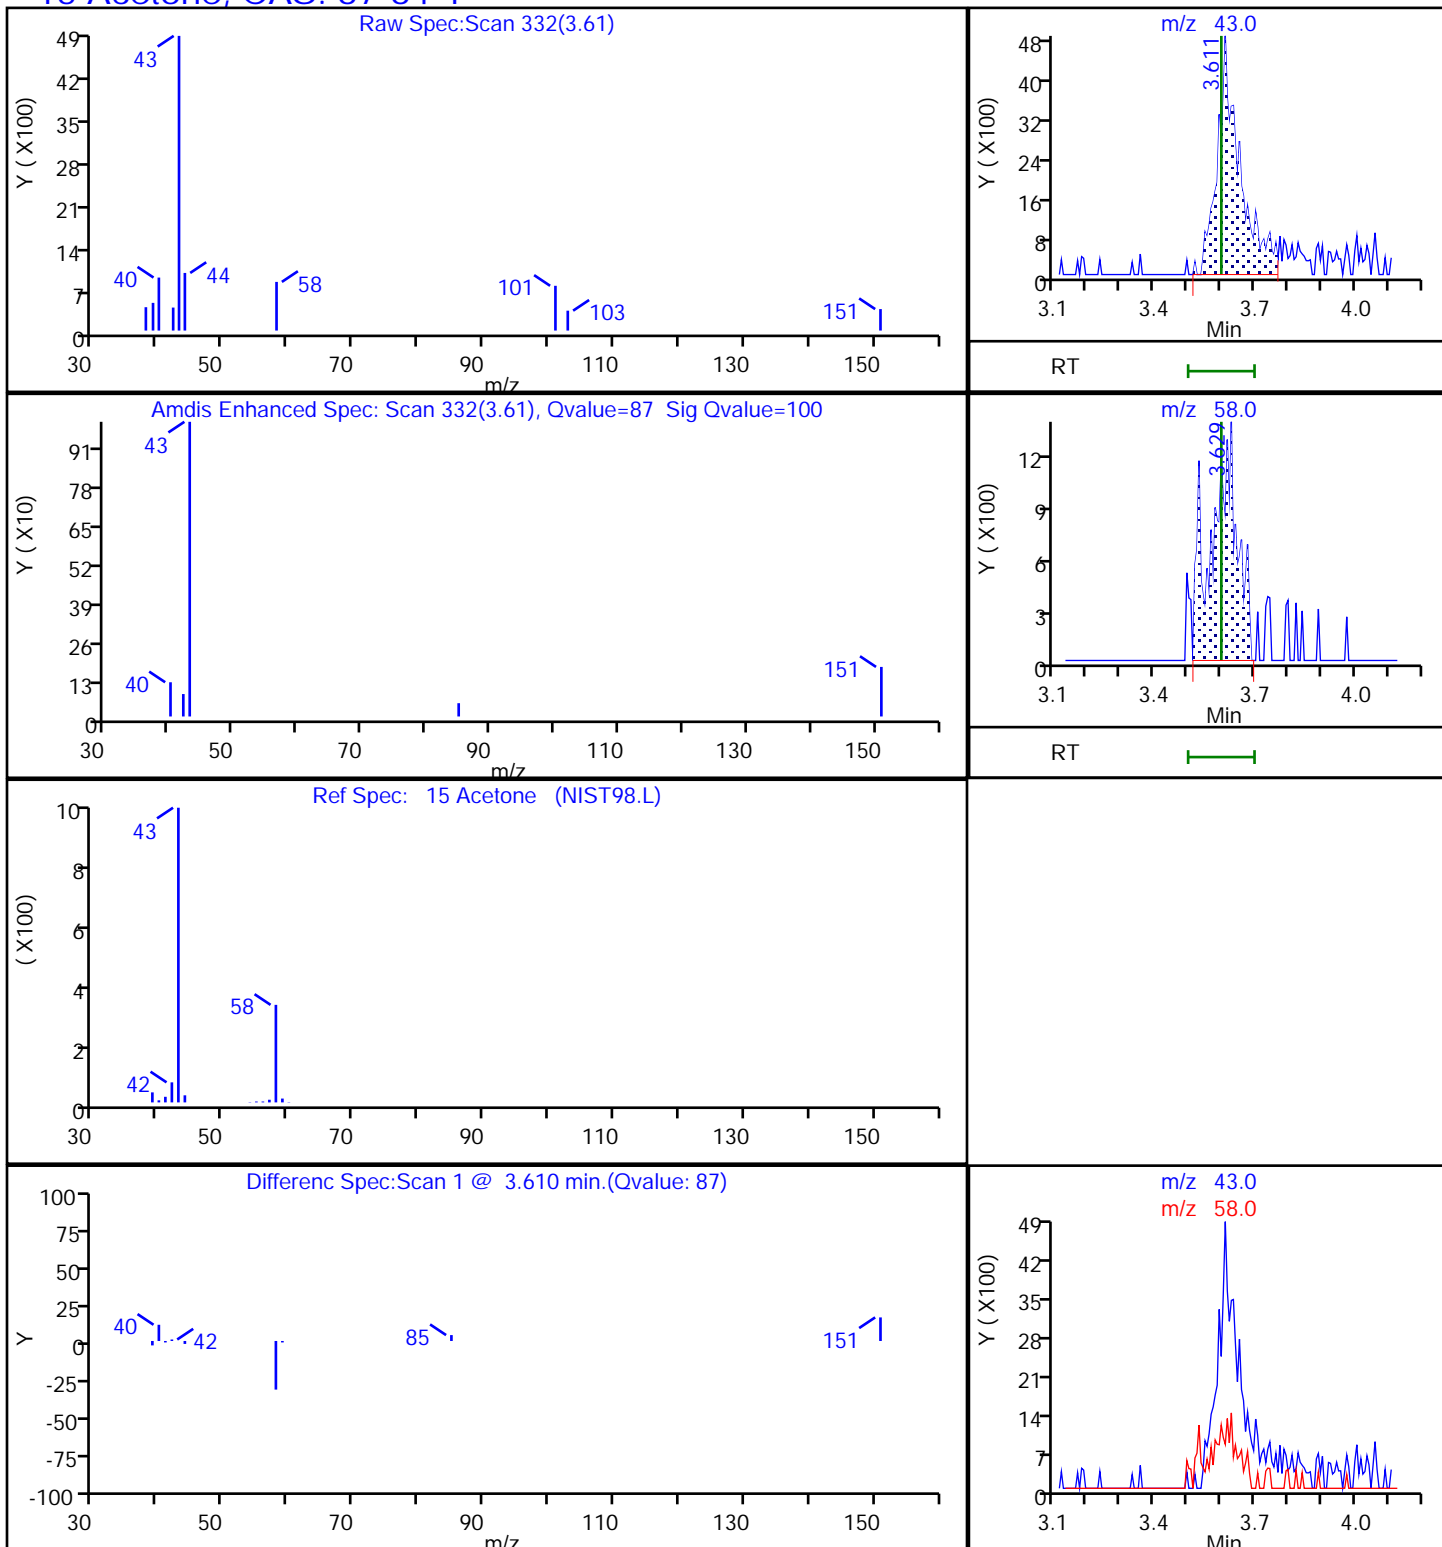 Raw Spec:Scan 332(3.61)
49
42
35
28
21
14
7
0
Y ( X100)
43
40
44
58
101
103
151
30 50 70 90 110 130 150
m/z
m/z 43.0
48
40
32
24
16
8
0
Y ( X100)
3.611
3.1 3.4 3.7 4.0
Min
RT
Amdis Enhanced Spec: Scan 332(3.61), Qvalue=87 Sig Qvalue=100
91
78
65
52
39
26
13
0
Y ( X10)
43
40
151
30 50 70 90 110 130 150
m/z
m/z 58.0
12
9
6
3
0
Y ( X100)
3.629
3.1 3.4 3.7 4.0
Min
RT
Ref Spec: 15 Acetone (NIST98.L)
10
8
6
4
2
0
( X100)
43
42
58
30 50 70 90 110 130 150
Differenc Spec:Scan 1 @ 3.610 min.(Qvalue: 87)
100
75
50
25
0
-25
-50
-75
-100
Y
40
42
85
151
30 50 70 90 110 130 150
m/z
m/z 43.0
m/z 58.0
49
42
35
28
21
14
7
0
Y ( X100)
3.1 3.4 3.7 4.0
Min